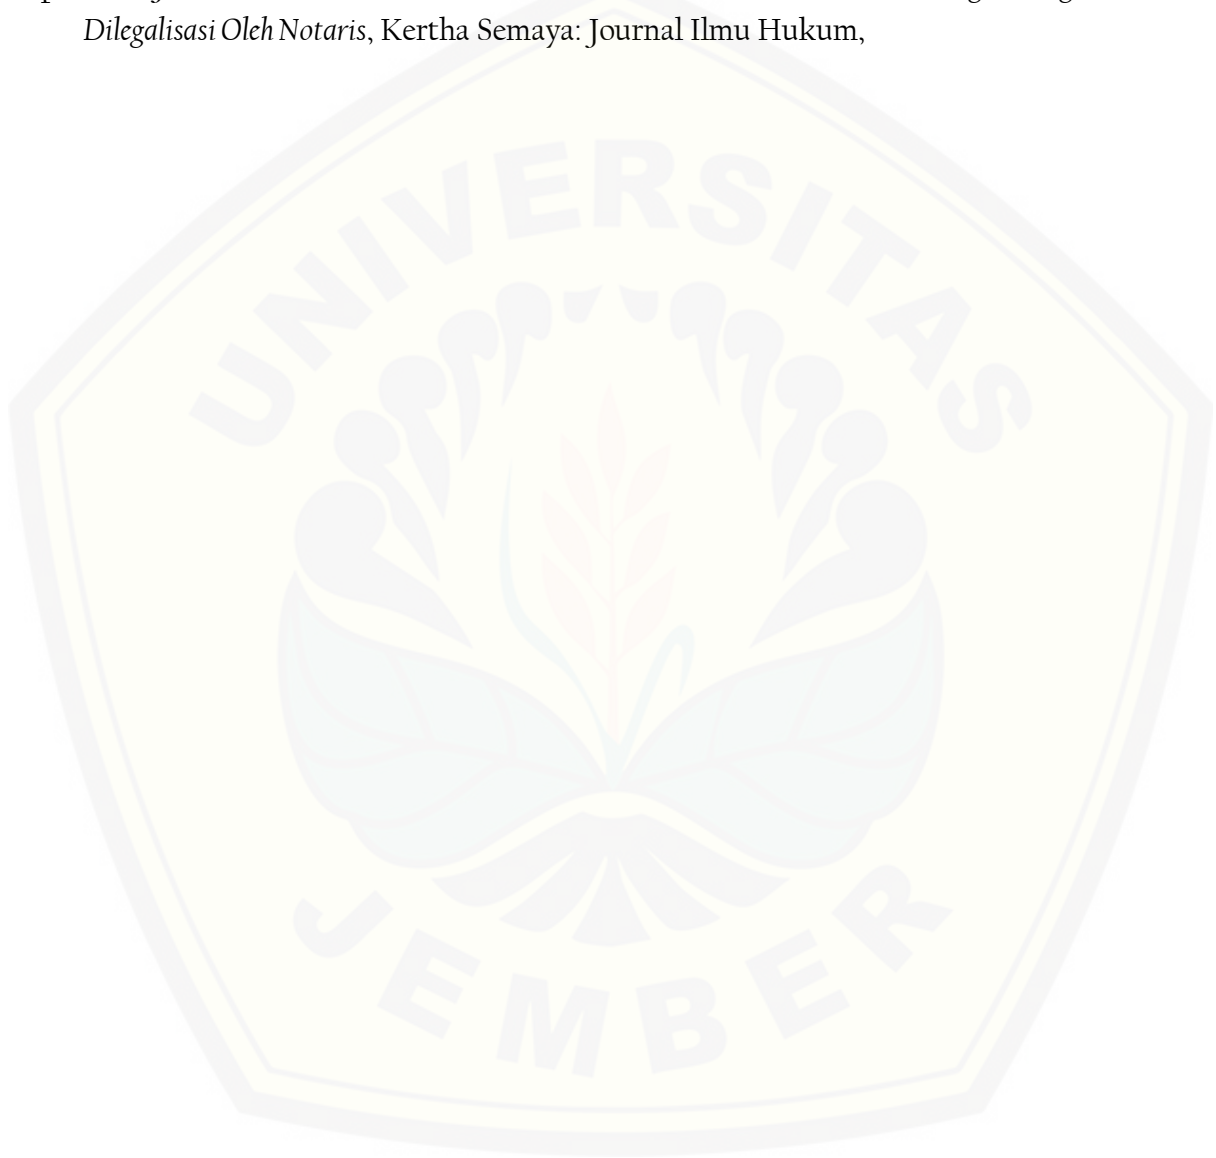 Dilegalisasi Oleh Notaris, Kertha Semaya: Journal Ilmu Hukum,
UNIVERSITAS
JEMBER